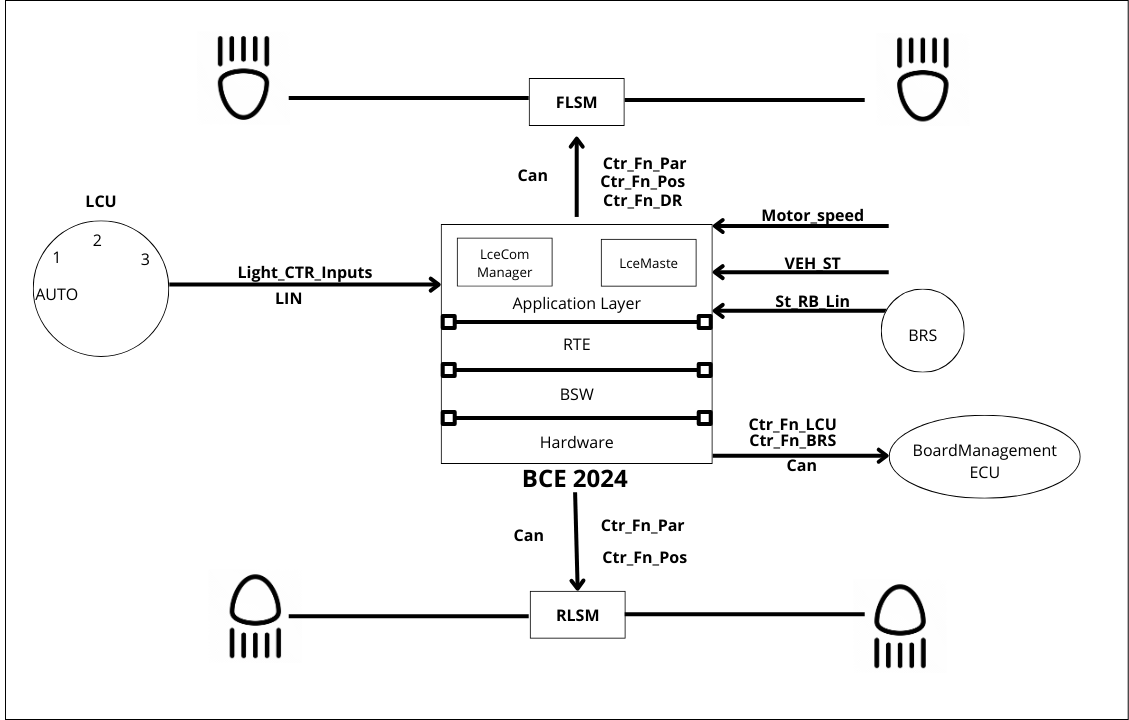 FLSM
Can
Ctr_Fn_Par
Ctr_Fn_Pos
Ctr_Fn_DR
LCU
1
2
3
AUTO
Light_CTR_Inputs
LIN
LceCom
Manager
LceMaste
Application Layer
RTE
BSW
Hardware
BCE 2024
Motor_speed
VEH_ST
St_RB_Lin
BRS
Ctr_Fn_LCU
Ctr_Fn_BRS
Can
BoardManagement
ECU
Can
Ctr_Fn_Par
Ctr_Fn_Pos
RLSM